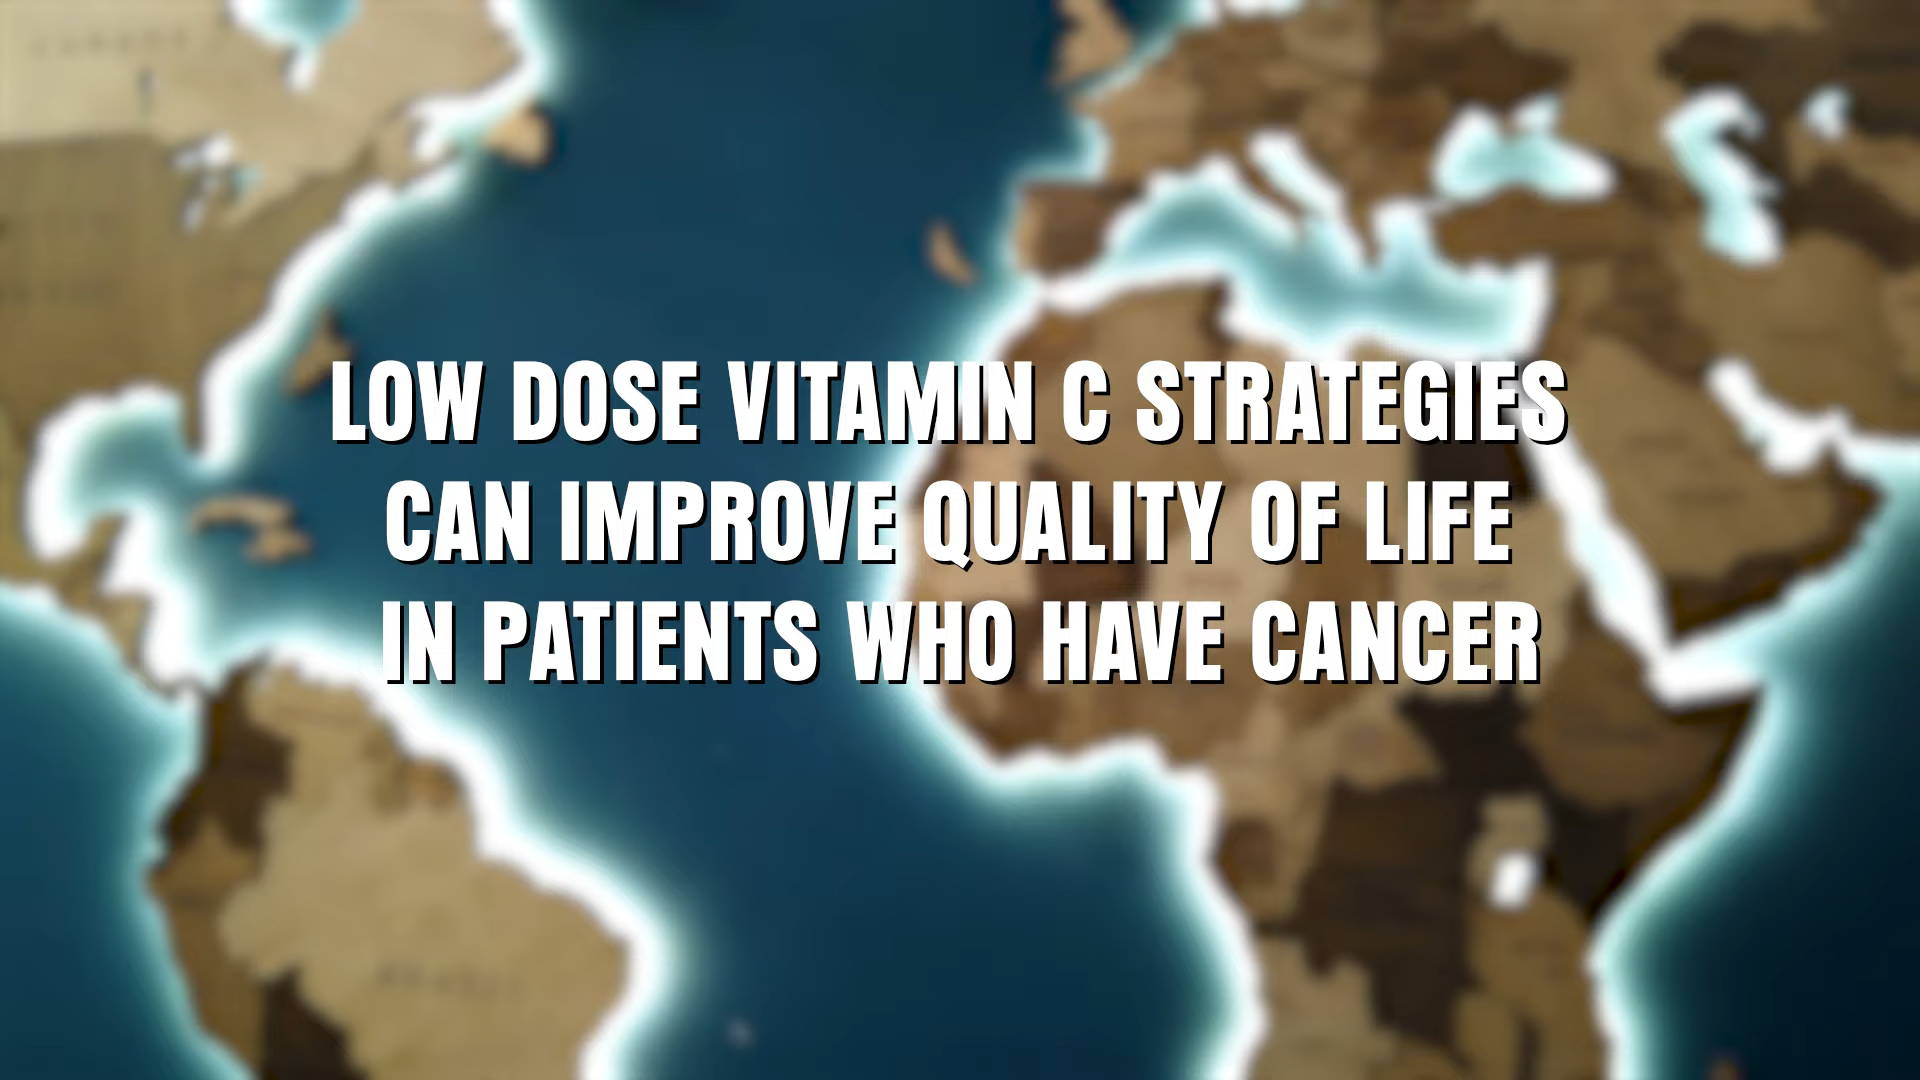 LOW DOSE VITAMIN C STRATEGIES
CAN IMPROVE QUALITY OF LIFE
IN PATIENTS WHO HAVE CANCER